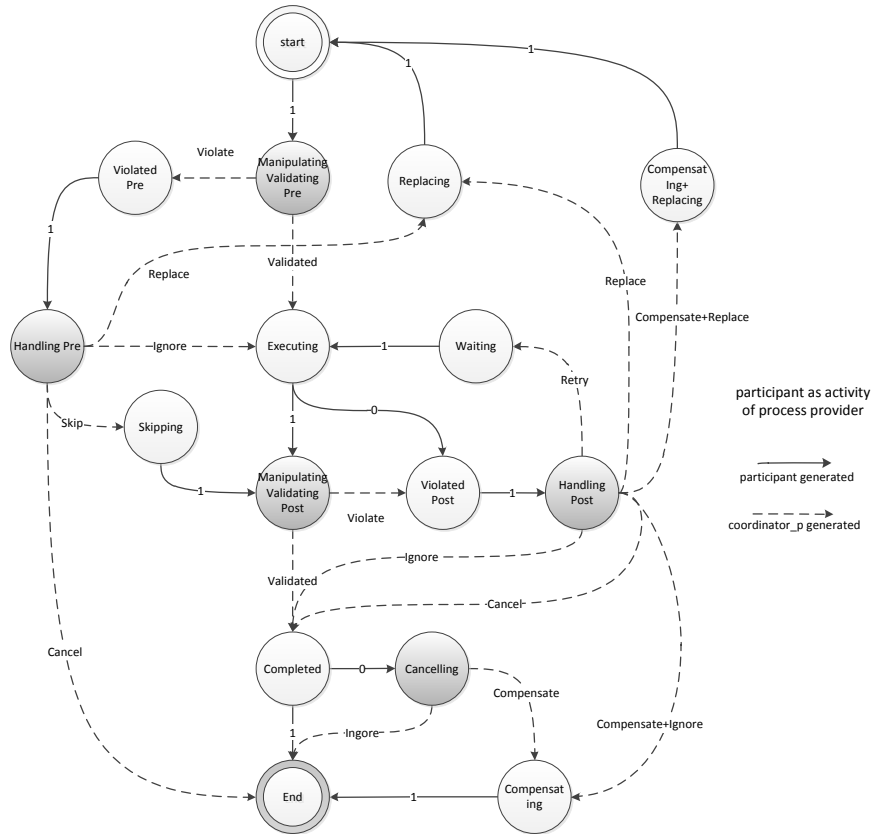 start
1
1
1
Violate
Violated
Pre
Manipulating
Validating
Pre
Replacing
Compensat
ing+
Replacing
1
Validated
Replace
Replace
Compensate+Replace
Handling Pre
Ignore
Executing
1
Waiting
Retry
Skip
Skipping
1
0
1
Manipulating
Validating
Post
Violate
Violated
Post
1
Handling
Post
participant as activity
of process provider
participant generated
coordinator_p generated
Ignore
Validated
Cancel
Cancel
Completed
0
Cancelling
Compensate
Compensate+Ignore
1
Ingore
End
1
Compensat
ing